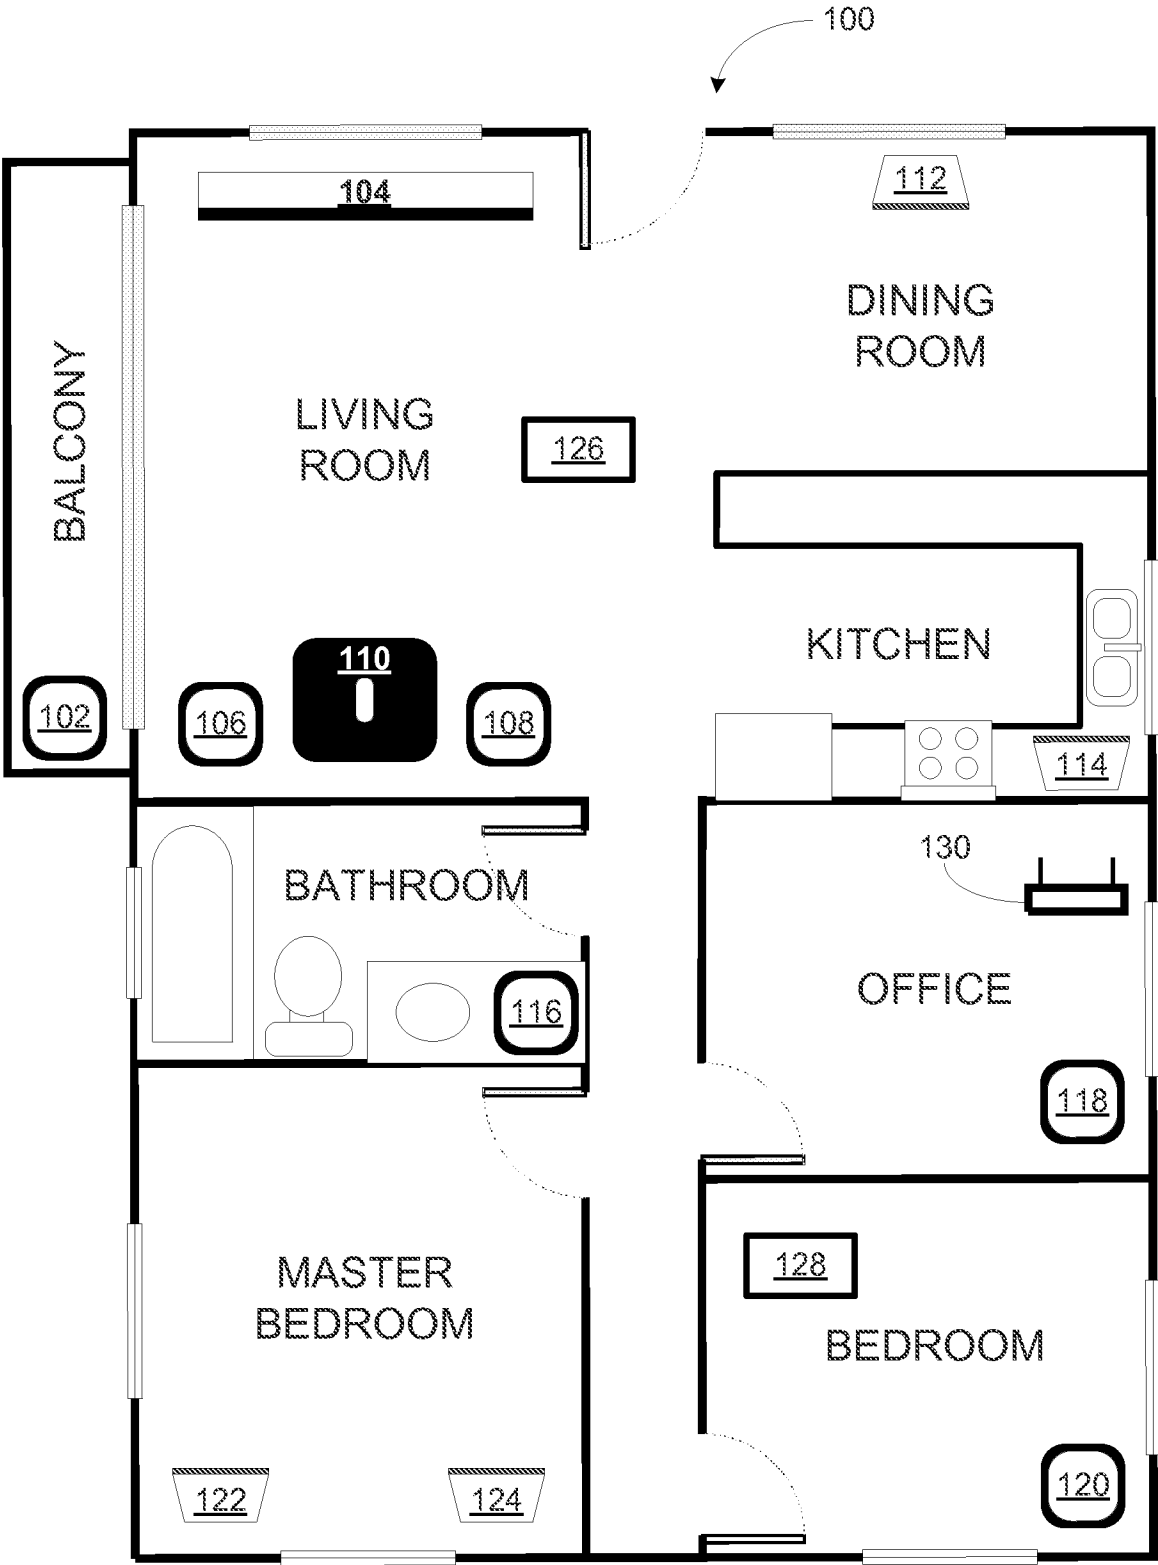 100
104
112
DINING
ROOM
BALCONY
LIVING
ROOM
126
KITCHEN
110
102
106
108
114
130
BATHROOM
OFFICE
116
118
128
MASTER
BEDROOM
BEDROOM
122
124
120